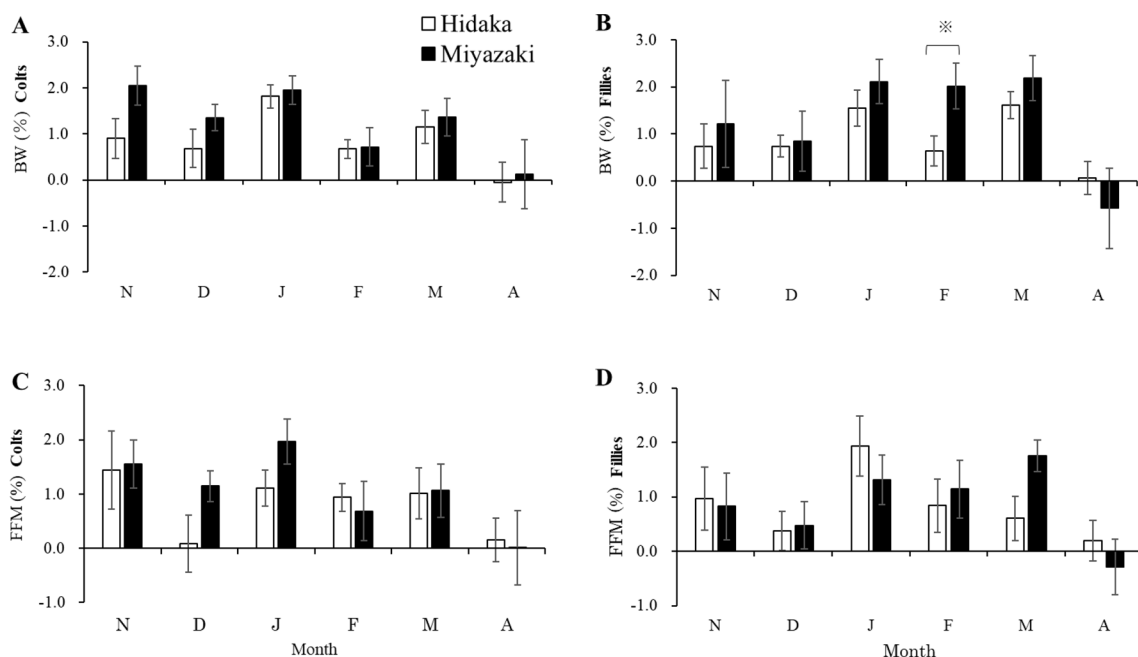 A
Hidaka
Miyazaki
BW (%) Colts
3.0
2.0
1.0
0.0
-1.0
-2.0
N D J F M A
B
※
BW (%) Fillies
3.0
2.0
1.0
0.0
-1.0
-2.0
N D J F M A
C
FFM (%) Colts
3.0
2.0
1.0
0.0
-1.0
N D J F M A
Month
D
FFM (%) Fillies
3.0
2.0
1.0
0.0
-1.0
N D J F M A
Month